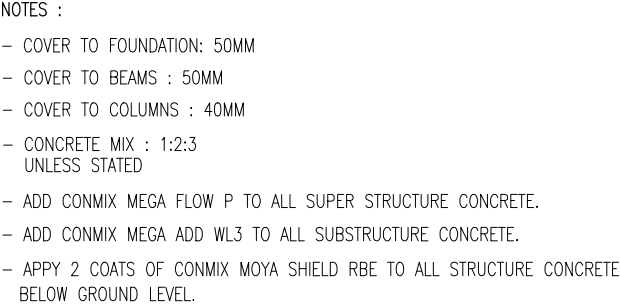 NOTES :
- COVER TO FOUNDATION: 50MM
- COVER TO BEAMS : 50MM
- COVER TO COLUMNS : 40MM
- CONCRETE MIX : 1:2:3
UNLESS STATED
- ADD CONMIX MEGA FLOW P TO ALL SUPER STRUCTURE CONCRETE.
- ADD CONMIX MEGA ADD WL3 TO ALL SUBSTRUCTURE CONCRETE.
- APPY 2 COATS OF CONMIX MOYA SHIELD RBE TO ALL STRUCTURE CONCRETE
BELOW GROUND LEVEL.